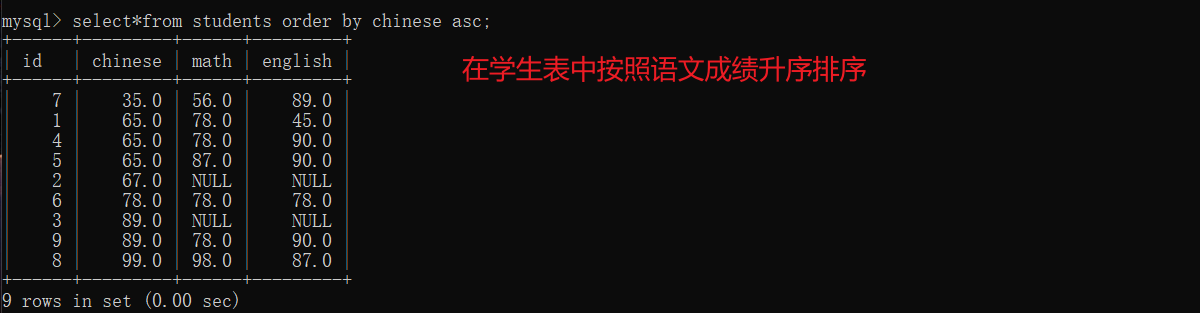 mysql> select*from students order by chinese asc;
+------+---------+------+---------+
| id   | chinese | math | english |
+------+---------+------+---------+
在学生表中按照语文成绩升序排序
|    7 |    35.0 | 56.0 |    89.0 |
|    1 |    65.0 | 78.0 |    45.0 |
|    4 |    65.0 | 78.0 |    90.0 |
|    5 |    65.0 | 87.0 |    90.0 |
|    2 |    67.0 | NULL |    NULL |
|    6 |    78.0 | 78.0 |    78.0 |
|    3 |    89.0 | NULL |    NULL |
|    9 |    89.0 | 78.0 |    90.0 |
|    8 |    99.0 | 98.0 |    87.0 |
+------+---------+------+---------+
9 rows in set (0.00 sec)